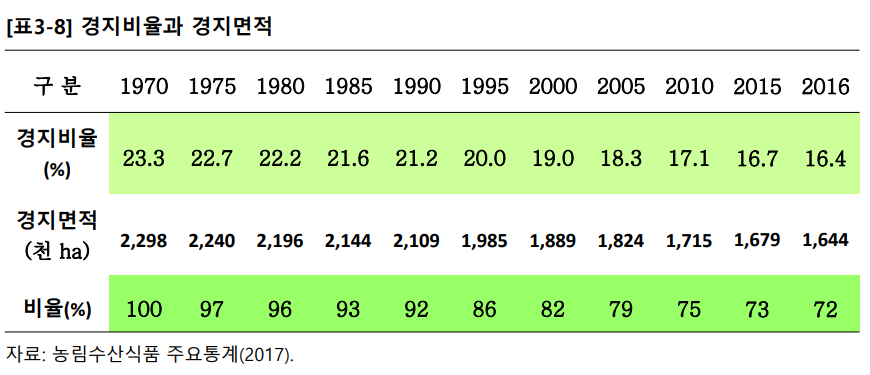 [표3-8] 경지비율과 경지면적
구 분 1970 1975 1980 1985 1990 1995 2000 2005 2010 2015 2016
경지비율
(%) 23.3 22.7 22.2 21.6 21.2 20.0 19.0 18.3 17.1 16.7 16.4
경지면적
(천 ha) 2,298 2,240 2,196 2,144 2,109 1,985 1,889 1,824 1,715 1,679 1,644
비율(%) 100 97 96 93 92 86 82 79 75 73 72
자료: 농림수산식품 주요통계(2017).